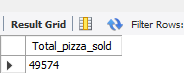 Result Grid Filter Rows:
Total_pizza_sold
49574